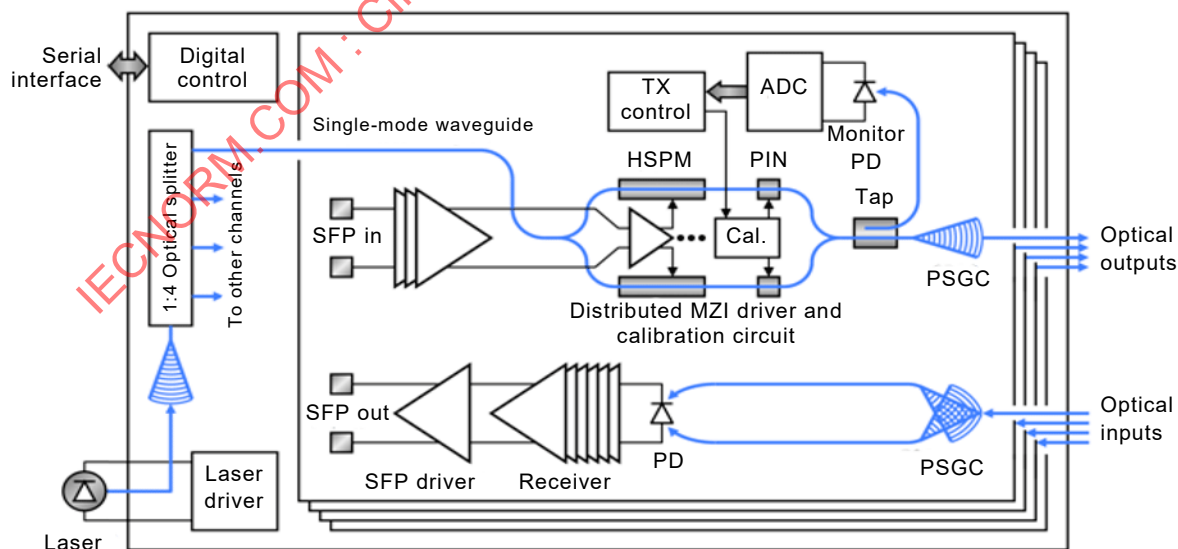 Serial
interface
Digital
control
1:4 Optical splitter
To other channels
Single-mode waveguide
TX
control
ADC
Monitor
PD
HSPM
PIN
Tap
SFP in
Cal.
PSGC
Optical
outputs
Distributed MZI driver and
calibration circuit
SFP out
SFP driver
Receiver
PD
PSGC
Optical
inputs
Laser
driver
Laser
IECNORM.COM : Cli